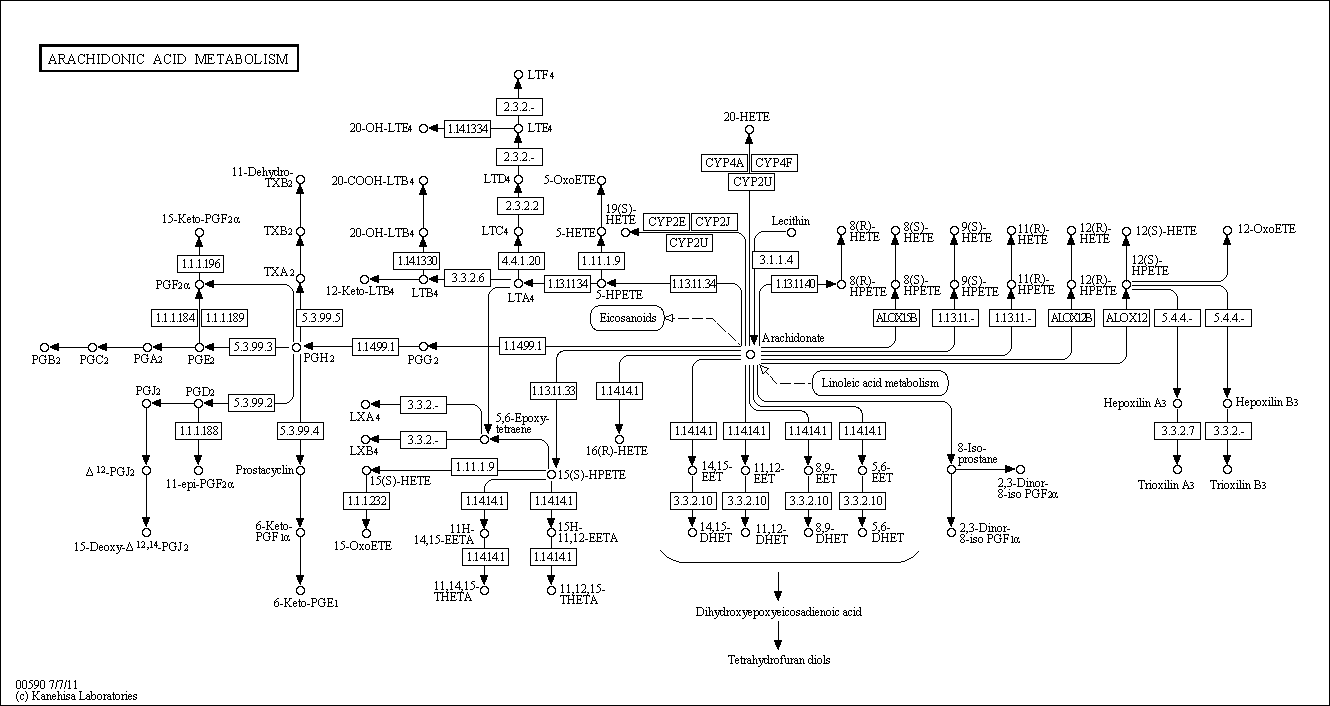 ARACHIDONIC ACID METABOLISM
LTF4
2.3.2.-
20-HETE
20-OH-LTE4
1.14.13.34
LTE4
2.3.2.-
CYP4A
CYP4F
CYP2U
11-Dehydro-
TXB2
20-COOH-LTB4
LTD4
5-OxoETE
2.3.2.2
19(S)-
HETE
CYP2E
CYP2J
CYP2U
Lecithin
15-Keto-PGF2α
TXB2
20-OH-LTB4
LTC4
5-HETE
8(R)-
HETE
8(S)-
HETE
9(S)-
HETE
11(R)-
HETE
12(R)-
HETE
12(S)-HETE
12-OxoETE
1.1.1.196
1.14.13.30
4.4.1.20
1.11.1.9
3.1.1.4
12(S)-
HPETE
PGF2α
TXA2
12-Keto-LTB4
LTB4
3.3.2.6
LTA4
1.13.11.34
5-HPETE
1.13.11.34
1.13.11.40
8(R)-
HPETE
8(S)-
HPETE
9(S)-
HPETE
11(R)-
HPETE
12(R)-
HPETE
1.1.1.184
1.1.1.189
5.3.99.5
Eicosanoids
ALOX15B
1.13.11.-
1.13.11.-
ALOX12B
ALOX12
5.4.4.-
5.4.4.-
Arachidonate
PGB2
PGC2
PGA2
PGE2
5.3.99.3
PGH2
1.14.99.1
PGG2
1.14.99.1
1.13.11.33
1.14.14.1
Linoleic acid metabolism
PGJ2
PGD2
5.3.99.2
LXA4
3.3.2.-
5,6-Epoxy-
tetraene
Hepoxilin A3
Hepoxilin B3
1.1.1.188
5.3.99.4
LXB4
3.3.2.-
16(R)-HETE
1.14.14.1
1.14.14.1
1.14.14.1
1.14.14.1
3.3.2.7
3.3.2.-
8-Iso-
prostane
Δ12-PGJ2
11-epi-PGF2α
Prostacyclin
15(S)-HETE
1.11.1.9
15(S)-HPETE
14,15-
EET
11,12-
EET
8,9-
EET
5,6-
EET
2,3-Dinor-
8-iso PGF2α
Trioxilin A3
Trioxilin B3
1.1.1.232
1.14.14.1
1.14.14.1
3.3.2.10
3.3.2.10
3.3.2.10
3.3.2.10
15-Deoxy-Δ12,14-PGJ2
6-Keto-
PGF1α
15-OxoETE
11H-
14,15-EETA
15H-
11,12-EETA
14,15-
DHET
11,12-
DHET
8,9-
DHET
5,6-
DHET
2,3-Dinor-
8-iso PGF1α
1.14.14.1
1.14.14.1
6-Keto-PGE1
11,14,15-
THETA
11,12,15-
THETA
Dihydroxyepoxyeicosadienoic acid
Tetrahydrofuran diols
00590 7/7/11
(c) Kanehisa Laboratories